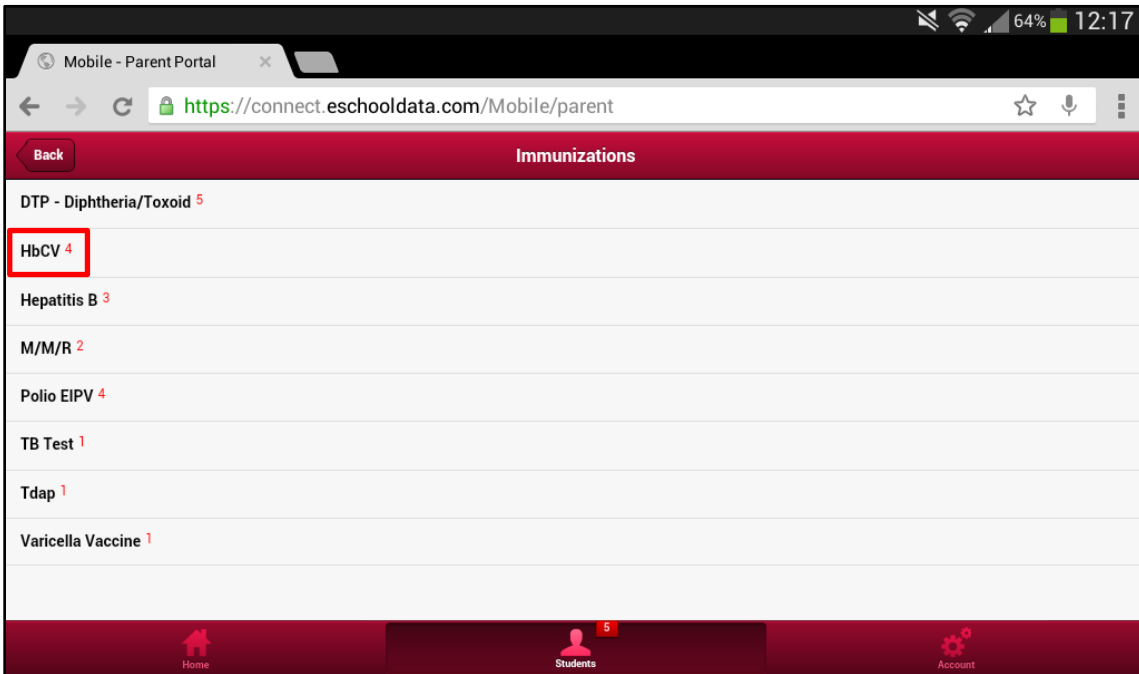 64% 12:17
Mobile - Parent Portal
https://connect.eschooldata.com/Mobile/parent
Back Immunizations
DTP - Diphtheria/Toxoid 5
HbCV 4
Hepatitis B 3
M/M/R 2
Polio EIPV 4
TB Test 1
Tdap 1
Varicella Vaccine 1
5
Home Students Account